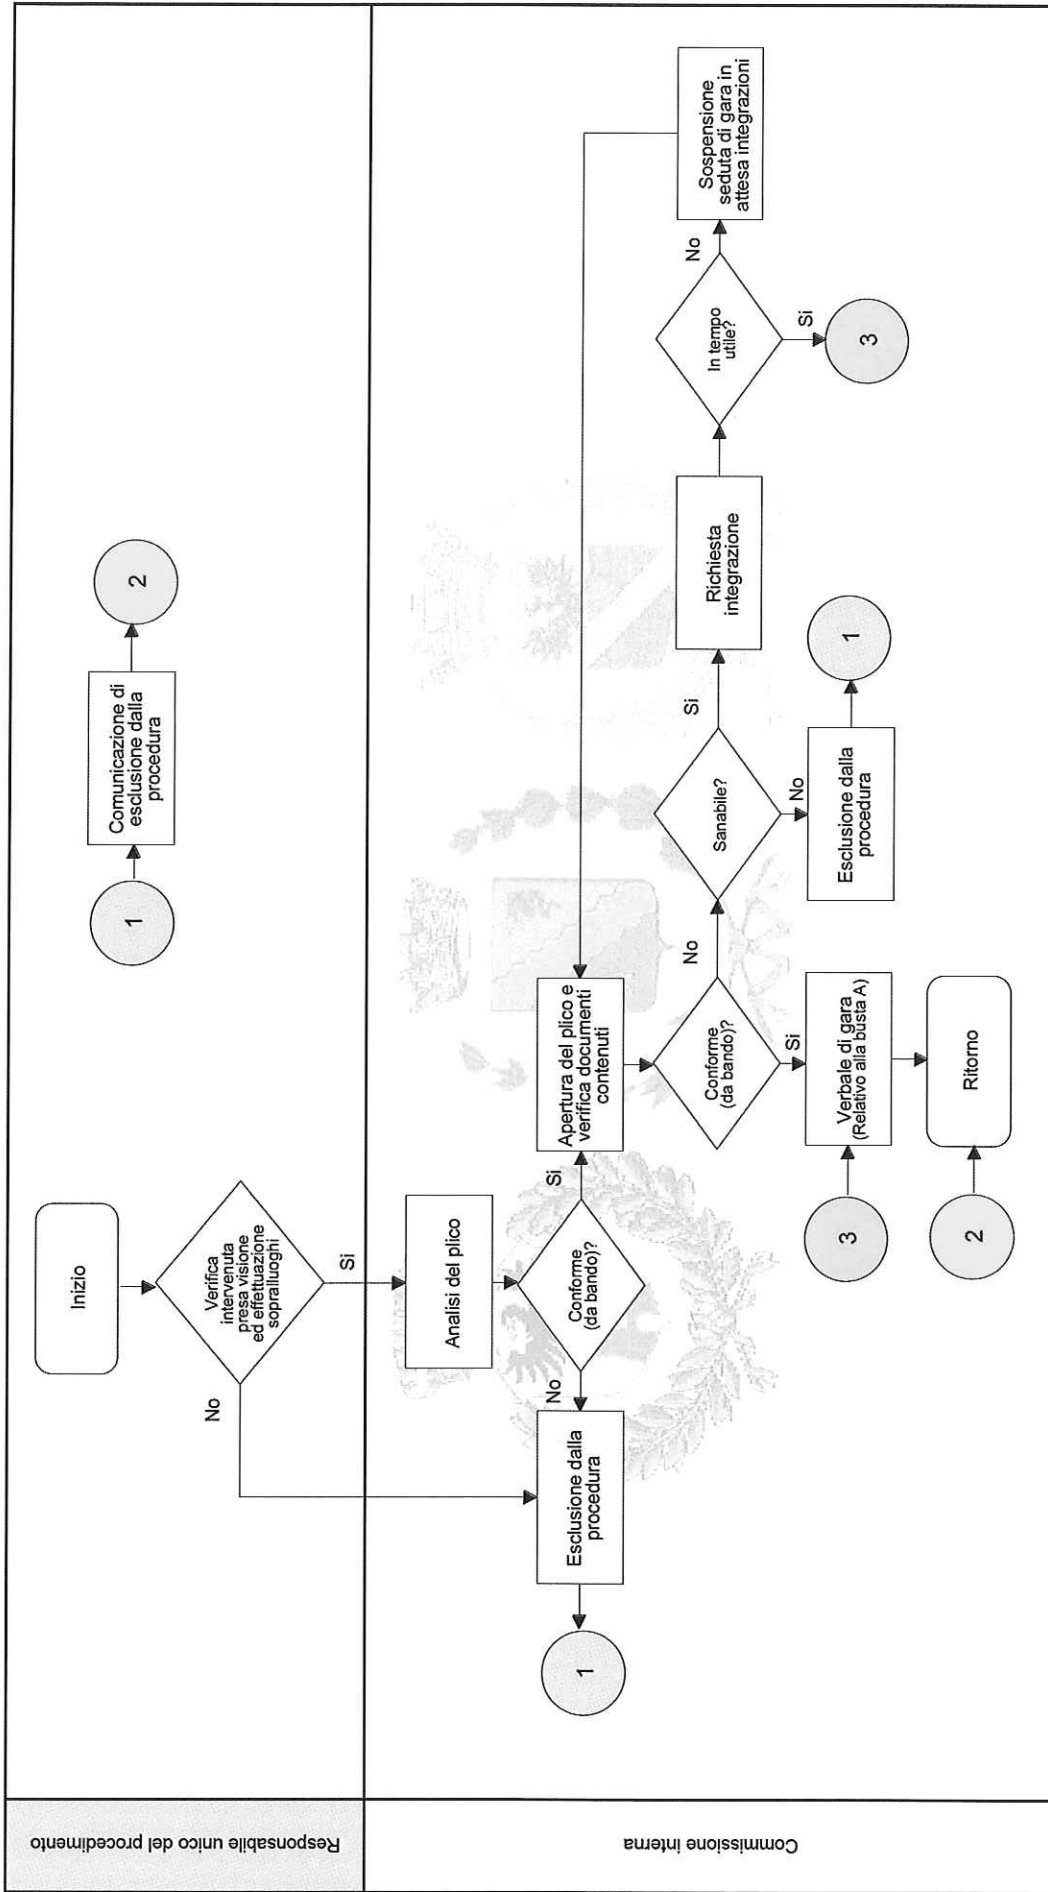 Responsabile unico del procedimento
Inizio
Verifica
intervenuta
presa visione
ed effettuazione
sopralluoghi
No
Si
1
Comunicazione di
esclusione dalla
procedura
2
Commissione interna
Analisi del plico
Conforme
(da bando)?
No
Si
Esclusione dalla
procedura
1
Apertura del plico e
verifica documenti
contenuti
Conforme
(da bando)?
No
Si
Sanabile?
Si
No
Richiesta
integrazione
In tempo
utile?
No
Si
Sospensione
seduta di gara in
attesa integrazioni
3
Esclusione dalla
procedura
1
3
Verbale di gara
(Relativo alla busta A)
2
Ritorno